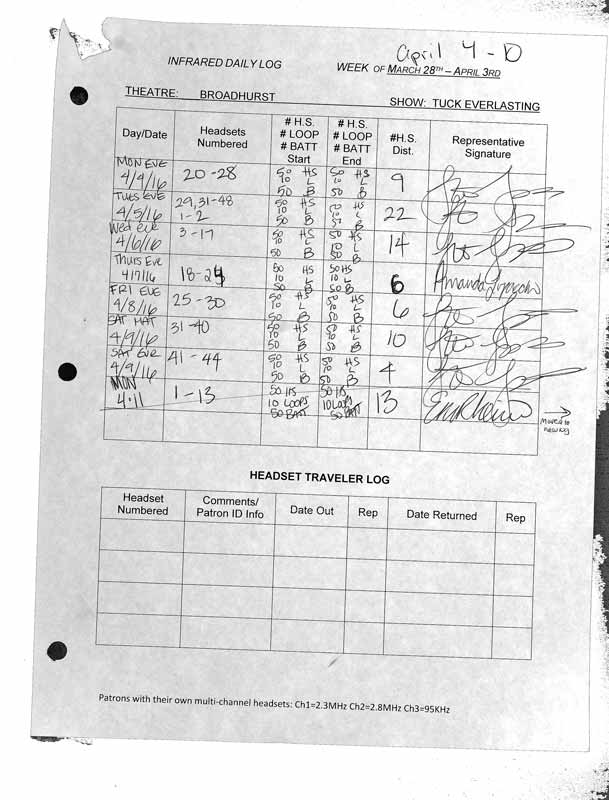 April 4 - 10
INFRARED DAILY LOG WEEK OF MARCH 28TH – APRIL 3RD
THEATRE: BROADHURST SHOW: TUCK EVERLASTING
Day/Date Headsets Numbered # H.S. # LOOP # BATT Start # H.S. # LOOP # BATT End #H.S. Dist. Representative Signature
MON EVE 4/4/16 20-28 50 HS 10 L 50 B 50 HS 10 L 50 B 9
TUES EVE 4/5/16 29,31-48 1-2 50 HS 10 L 50 B 50 HS 10 L 50 B 22
Wed eve 4/6/16 3-17 50 HS 10 L 50 B 50 HS 10 L 50 B 14
Thurs Eve 4/7/16 18-24 50 HS 10 L 50 B 50 HS 10 L 50 B 6 Amanda
FRI EVE 4/8/16 25-30 50 HS 10 L 50 B 50 HS 10 L 50 B 6
SAT MAT 4/9/16 31-40 50 HS 10 L 50 B 50 HS 10 L 50 B 10
SAT EVE 4/9/16 41-44 50 HS 10 L 50 B 50 HS 10 L 50 B 4
MON 4.11 1-13 50 HS 10 LOOPS 50 BATT 50 HS 10 LOOPS 50 BATT 13
Moved to new log
HEADSET TRAVELER LOG
Headset Numbered Comments/ Patron ID Info Date Out Rep Date Returned Rep
Patrons with their own multi-channel headsets: Ch1=2.3MHz Ch2=2.8MHz Ch3=95KHz